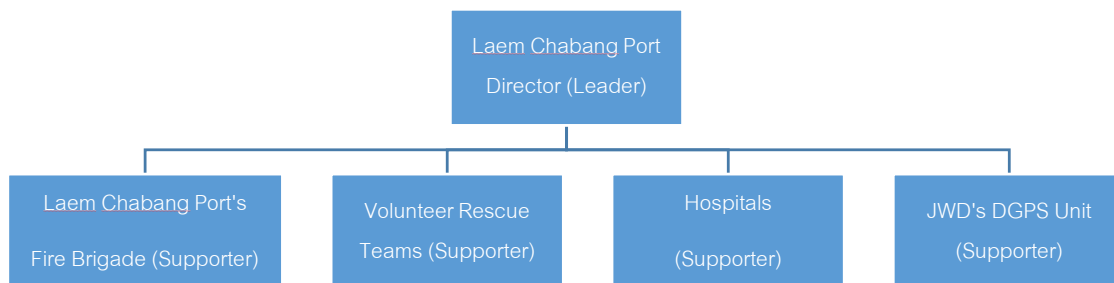 Laem Chabang Port
Director (Leader)
Laem Chabang Port's
Fire Brigade (Supporter)
Volunteer Rescue
Teams (Supporter)
Hospitals
(Supporter)
JWD's DGPS Unit
(Supporter)